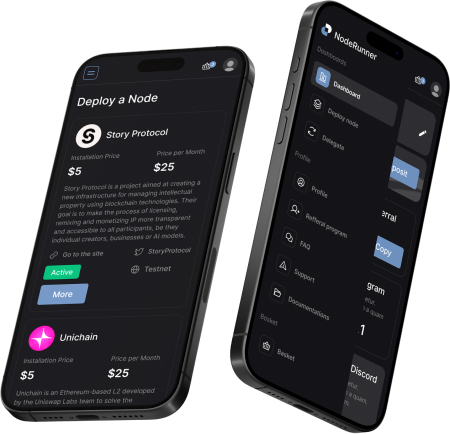 Deploy a Node
Story Protocol
Installation Price
Price per Month
$5
$25
Story Protocol is a project aimed at creating a
new infrastructure for managing intellectual
property using blockchain technologies. Their
goal is to make the process of licensing,
remixing and monetizing IP more transparent
and accessible to all participants, be they
individual creators, businesses or AI models.
Go to the site
StoryProtocol
Active
Testnet
More
Unichain
Installation Price
Price per Month
$5
$25
Unichain is an Ethereum-based L2 developed
by the Uniswap Labs team to solve the
NodeRunner
Dashboards
Dashboard
Deploy node
Delegate
Profile
Profile
Refferal program
FAQ
Support
Documentations
Basket
Basket
posit
erral
Copy
gram
1
Discord